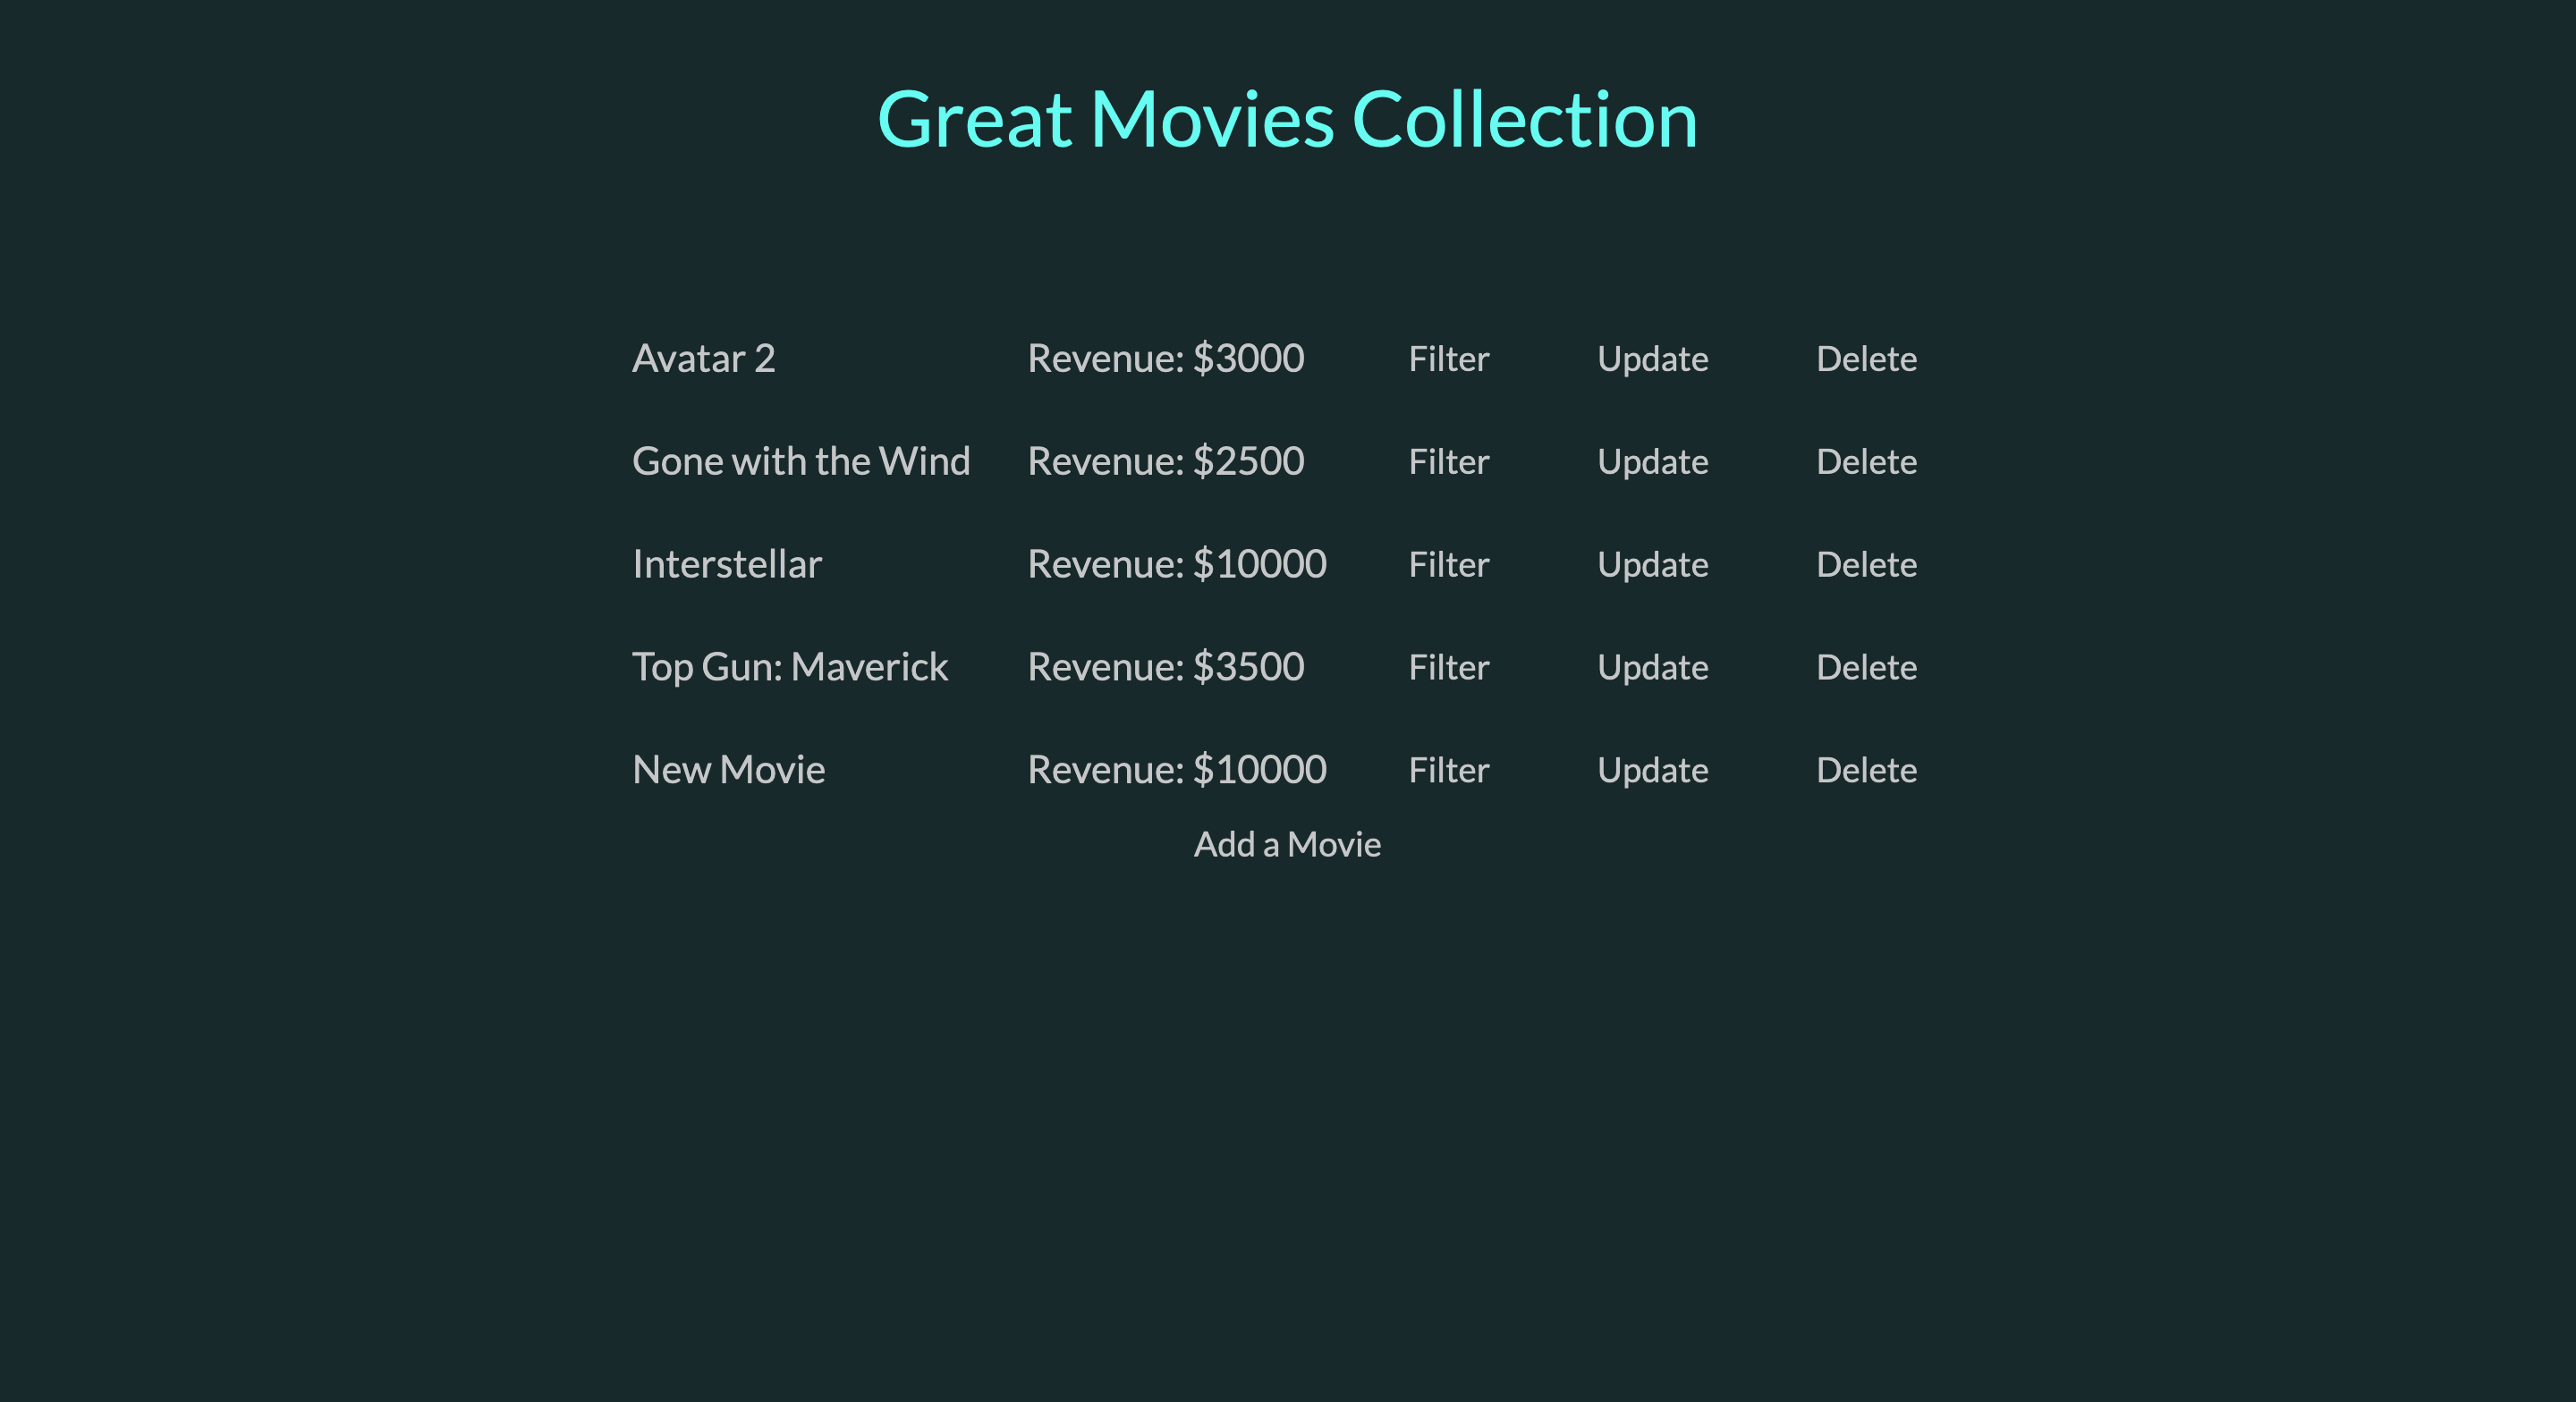 Great Movies Collection
Avatar 2 Revenue: $3000 Filter Update Delete
Gone with the Wind Revenue: $2500 Filter Update Delete
Interstellar Revenue: $10000 Filter Update Delete
Top Gun: Maverick Revenue: $3500 Filter Update Delete
New Movie Revenue: $10000 Filter Update Delete
Add a Movie